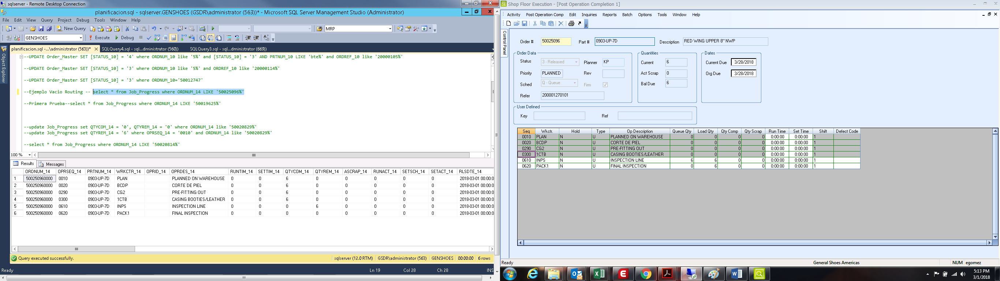 sqlserver - Remote Desktop Connection
planificacion.sql - sqlserver.GENSHOES (GSDR\administrator (563))* - Microsoft SQL Server Management Studio (Administrator)
File Edit View Query Project Debug Tools Window Help
New Query MRP
GENSHOES Execute Debug
planificacion.sql -...\administrator (563))* SQLQuery4.sql - sql...dministrator (560)) SQLQuery3.sql - sql...dministrator (669))
Object Explorer
--UPDATE Order_Master SET [STATUS_10] = '4' where ORDNUM_10 like '5%' and [STATUS_10] = '3' AND PRTNUM_10 LIKE 'bte%' and ORDREF_10 like '20000105%'
--UPDATE Order_Master SET [STATUS_10] = '3' where ORDNUM_10 like '5%' and ORDREF_10 like '20000114%'
--UPDATE Order_Master SET [STATUS_10] = '3' where ORDNUM_10='50012747'
--Ejemplo Vacio Routing -- select * from Job_Progress where ORDNUM_14 LIKE '50025096%'
--Primera Prueba--select * from Job_Progress where ORDNUM_14 LIKE '50019625%'
--update Job_Progress set QTYCOM_14 = '0', QTYREM_14 = '0' where ORDNUM_14 like '50020829%'
--update Job_Progress set QTYREM_14 = '6' where OPRSEQ_14 = '0010' and ORDNUM_14 like '50020829%'
--select * from Job_Progress where ORDNUM_14 LIKE '50020814%'
100 %
Results Messages
ORDNUM_14 OPRSEQ_14 PRTNUM_14 WRKCTR_14 OPRID_14 OPRDES_14 RUNTIM_14 SETTIM_14 QTYCOM_14 QTYREM_14 ASCRAP_14 RUNACT_14 SETSCH_14 SETACT_14 RLSDTE_14
1 500250960000 0010 0903-UP-7D PLAN PLANNED ON WAREHOUSE 0 0 6 0 0 0 0 0 2018-03-01 00:00:0
2 500250960000 0020 0903-UP-7D BCDP CORTE DE PIEL 0 0 6 0 0 0 0 0 2018-03-01 00:00:0
3 500250960000 0290 0903-UP-7D CG2 PRE-FITTING OUT 0 0 6 0 0 0 0 0 2018-03-01 00:00:0
4 500250960000 0300 0903-UP-7D 1CTB CASING BOOTIES/LEATHER 0 0 6 0 0 0 0 0 2018-03-01 00:00:0
5 500250960000 0610 0903-UP-7D INPS INSPECTION LINE 0 0 0 6 0 0 0 0 2018-03-01 00:00:0
6 500250960000 0620 0903-UP-7D PACK1 FINAL INSPECTION 0 0 0 0 0 0 0 0 2018-03-01 00:00:0
Query executed successfully. sqlserver (12.0 RTM) GSDR\administrator (563) GENSHOES 00:00:00 6 rows
Ready Ln 19 Col 28 Ch 28 INS
Shop Floor Execution - [Post Operation Completion 1]
Activity Post Operation Comp Edit Inquiries Reports Batch Options Tools Window Help
Control Panel
Order # 50025096 Part # 0903-UP-7D Description RED WING UPPER 8" NWP
Order Data Quantities Dates
Status 3 - Released Planner KP Current 6 Current Due 3/28/2018
Priority PLANNED Rev Act Scrap 0 Org Due 3/28/2018
Sched Q - Queue Firm Bal Due 6
Refer 200001270101
User Defined
Key Ref
Seq Wkctr. Hold Type Op Description Queue Qty Load Qty Qty Comp Qty Scrap Run Time Set Time Shift Defect Code
0010 PLAN N U PLANNED ON WAREHOUSE 0 0 0 0 0:00:00 0:00:00 1
0020 BCDP N U CORTE DE PIEL 0 0 0 0 0:00:00 0:00:00 1
0290 CG2 N U PRE-FITTING OUT 0 0 0 0 0:00:00 0:00:00 1
0300 1CTB N U CASING BOOTIES/LEATHER 0 0 0 0 0:00:00 0:00:00 1
0610 INPS N U INSPECTION LINE 6 6 0 0 0:00:00 0:00:00 1
0620 PACK1 N U FINAL INSPECTION 0 6 0 0 0:00:00 0:00:00 1
Ready General Shoes Americas NUM egomez
5:13 PM
3/1/2018